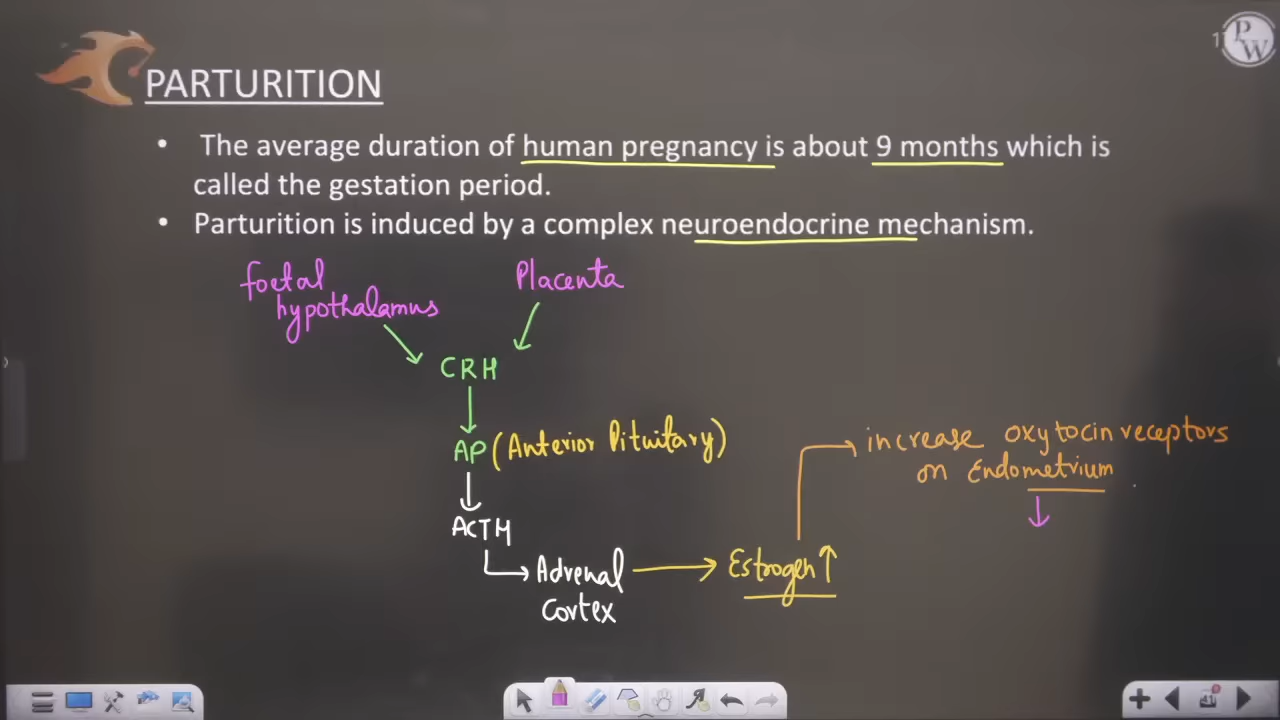 PARTURITION
• The average duration of human pregnancy is about 9 months which is
called the gestation period.
• Parturition is induced by a complex neuroendocrine mechanism.
foetal
hypothalamus
Placenta
CRH
AP (Anterior Pituitary)
ACTH
Adrenal
cortex
Estrogen↑
increase oxytocin receptors
on Endometrium
PW